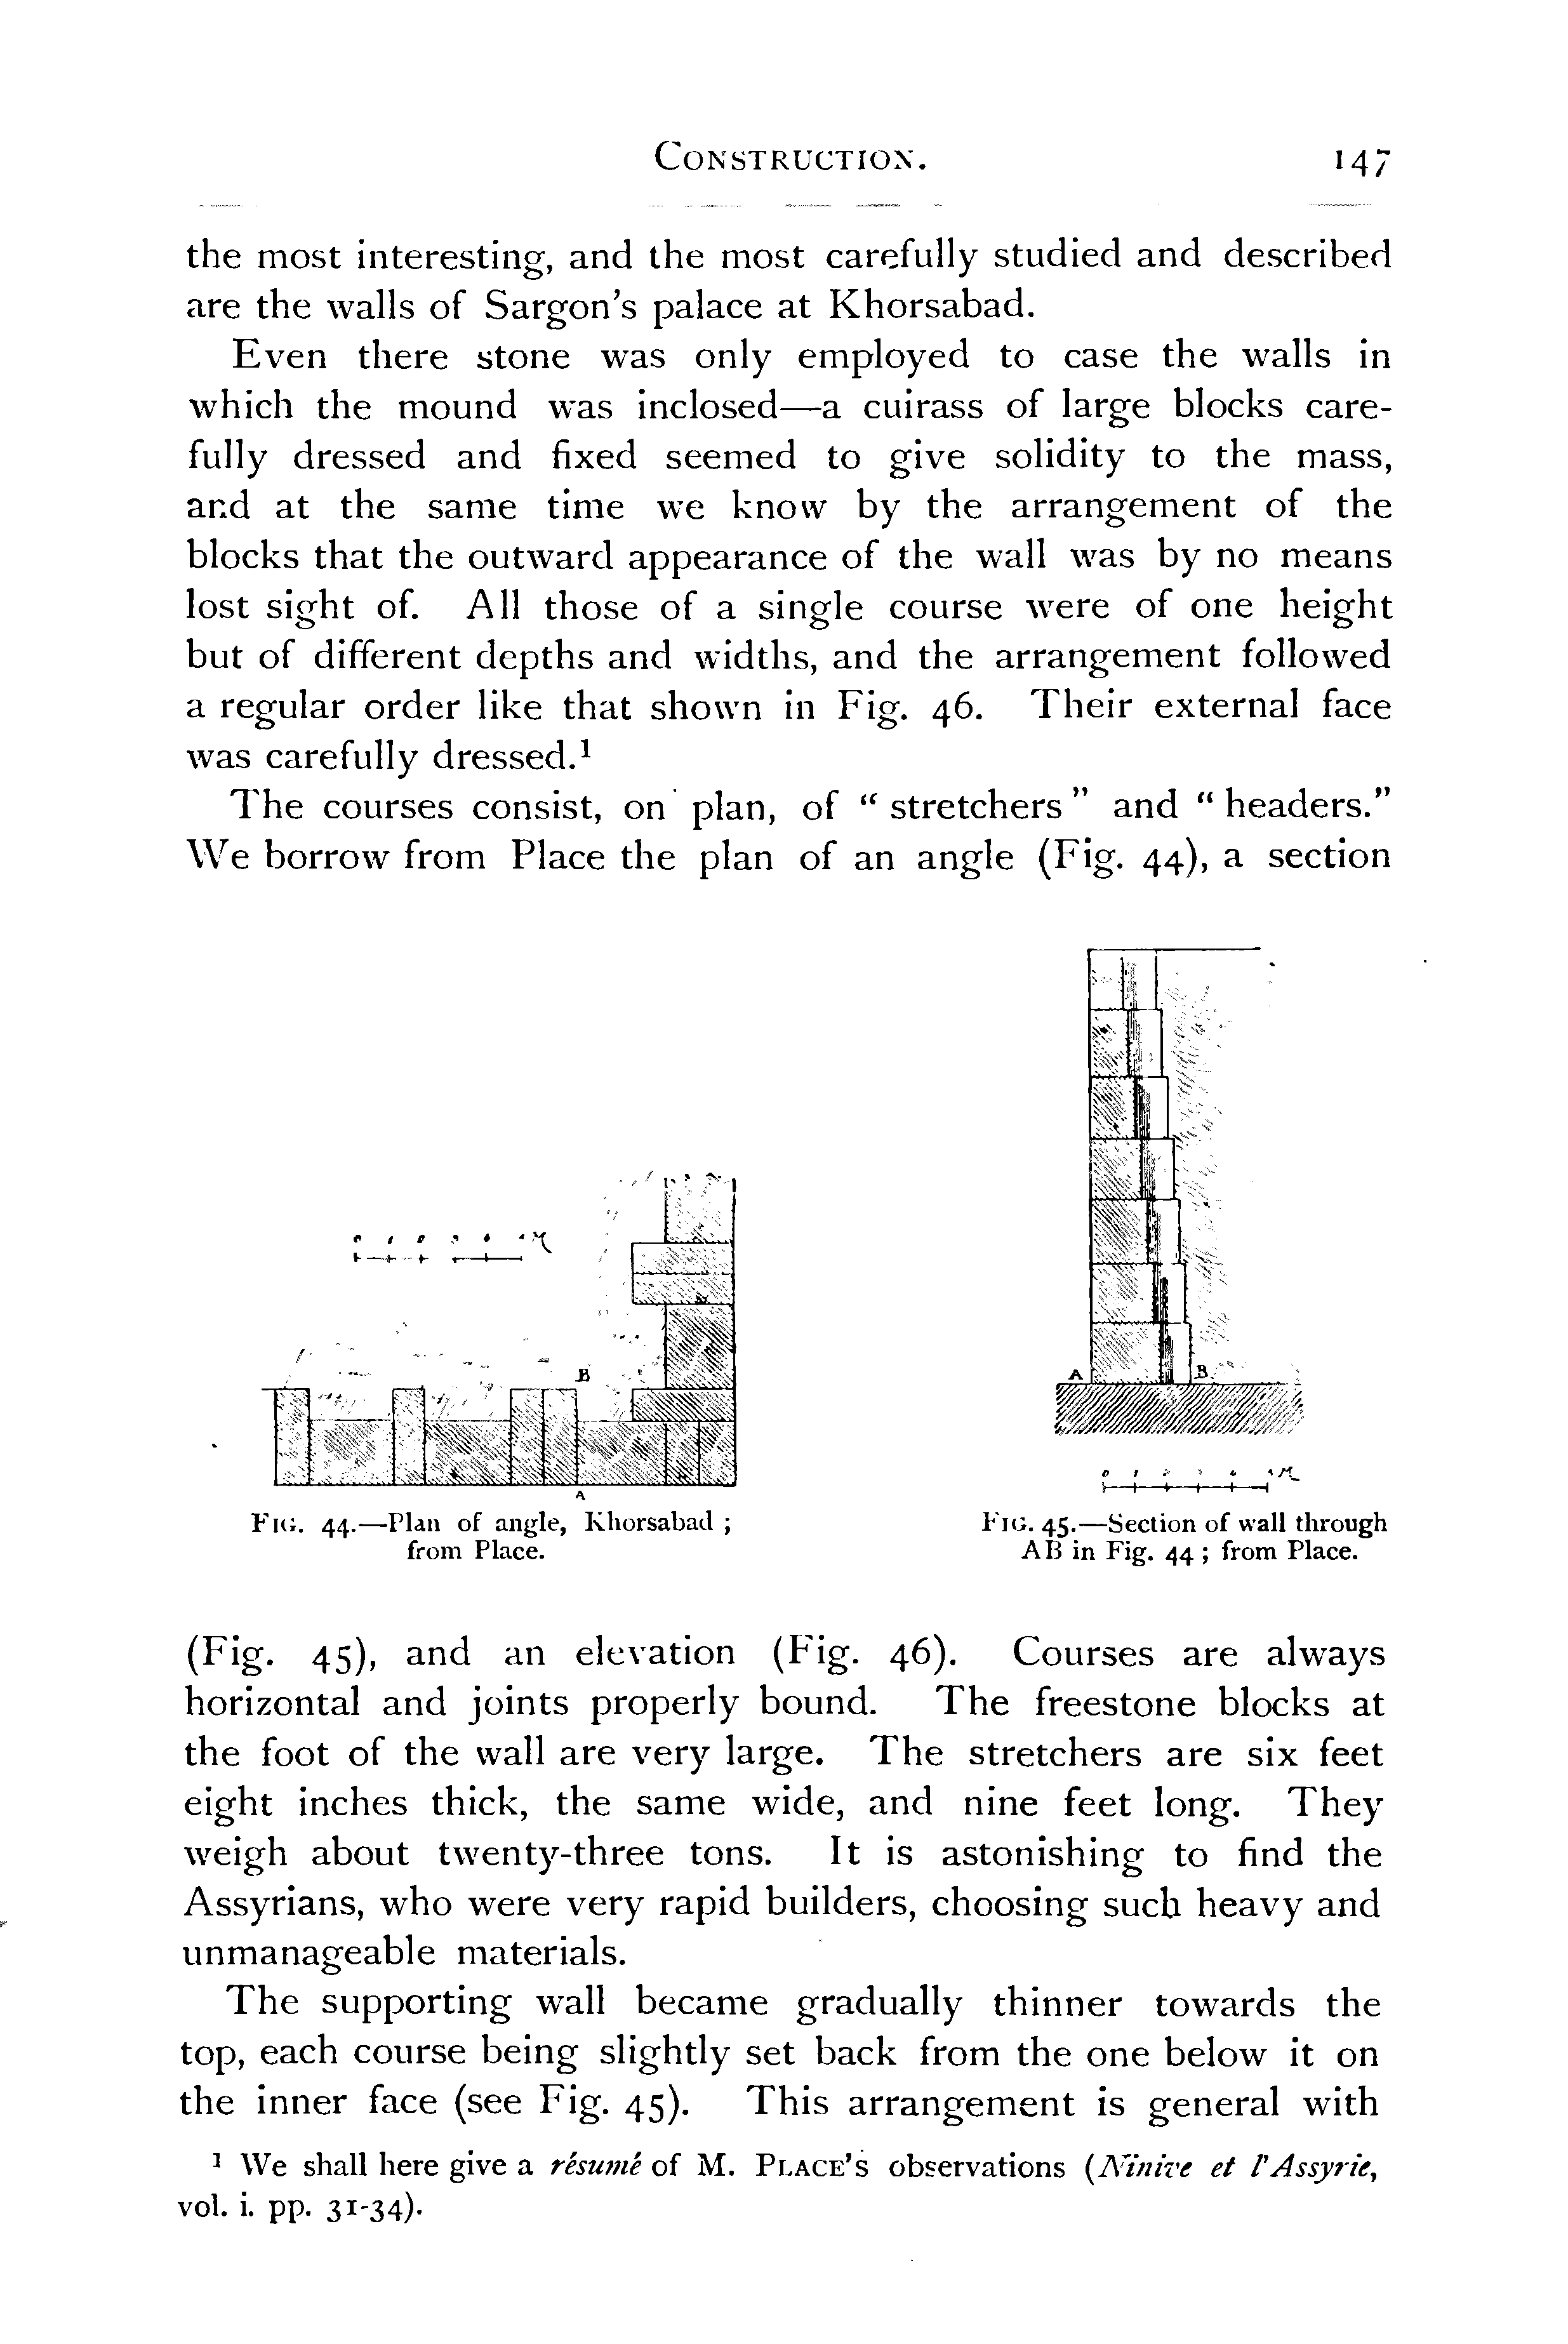 CONSTRUCTION. 147
the most interesting, and the most carefully studied and described
are the walls of Sargon's palace at Khorsabad.
Even there stone was only employed to case the walls in
which the mound was inclosed—a cuirass of large blocks care-
fully dressed and fixed seemed to give solidity to the mass,
and at the same time we know by the arrangement of the
blocks that the outward appearance of the wall was by no means
lost sight of. All those of a single course were of one height
but of different depths and widths, and the arrangement followed
a regular order like that shown in Fig. 46. Their external face
was carefully dressed.¹
The courses consist, on plan, of “stretchers” and “headers.”
We borrow from Place the plan of an angle (Fig. 44), a section
B
A
FIG. 44.—Plan of angle, Khorsabad ;
from Place.
A B
0 1
FIG. 45.—Section of wall through
AB in Fig. 44 ; from Place.
(Fig. 45), and an elevation (Fig. 46). Courses are always
horizontal and joints properly bound. The freestone blocks at
the foot of the wall are very large. The stretchers are six feet
eight inches thick, the same wide, and nine feet long. They
weigh about twenty-three tons. It is astonishing to find the
Assyrians, who were very rapid builders, choosing such heavy and
unmanageable materials.
The supporting wall became gradually thinner towards the
top, each course being slightly set back from the one below it on
the inner face (see Fig. 45). This arrangement is general with
¹ We shall here give a résumé of M. PLACE'S observations (Ninive et l'Assyrie,
vol. i. pp. 31-34).